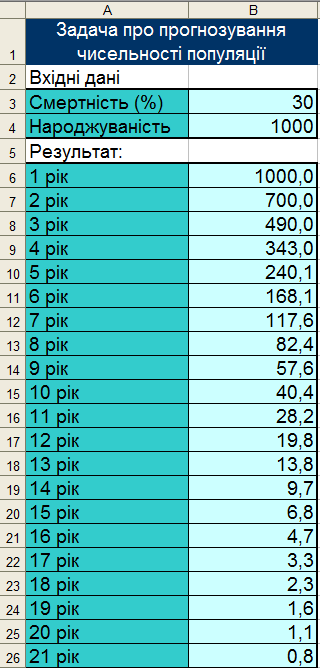 A B
1 Задача про прогнозування
чисельності популяції
2 Вхідні дані
3 Смертність (%) 30
4 Народжуваність 1000
5 Результат:
6 1 рік 1000,0
7 2 рік 700,0
8 3 рік 490,0
9 4 рік 343,0
10 5 рік 240,1
11 6 рік 168,1
12 7 рік 117,6
13 8 рік 82,4
14 9 рік 57,6
15 10 рік 40,4
16 11 рік 28,2
17 12 рік 19,8
18 13 рік 13,8
19 14 рік 9,7
20 15 рік 6,8
21 16 рік 4,7
22 17 рік 3,3
23 18 рік 2,3
24 19 рік 1,6
25 20 рік 1,1
26 21 рік 0,8